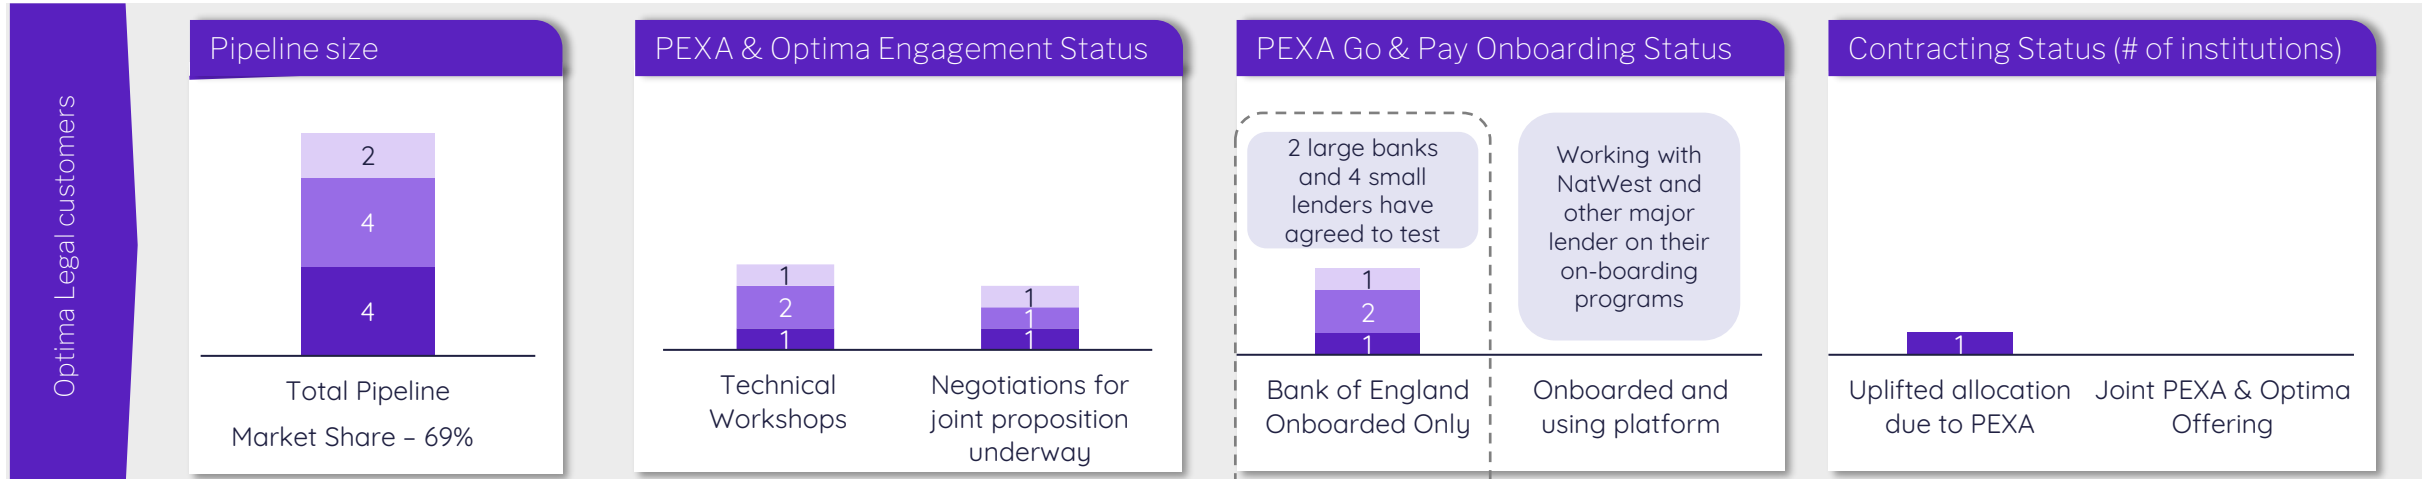 Optima Legal customers
Pipeline size
2
4
4
Total Pipeline
Market Share – 69%
PEXA & Optima Engagement Status
1
2
1
Technical
Workshops
1
1
1
Negotiations for
joint proposition
underway
PEXA Go & Pay Onboarding Status
2 large banks
and 4 small
lenders have
agreed to test
1
2
1
Bank of England
Onboarded Only
Working with
NatWest and
other major
lender on their
on-boarding
programs
Onboarded and
using platform
Contracting Status (# of institutions)
1
Uplifted allocation
due to PEXA
Joint PEXA & Optima
Offering